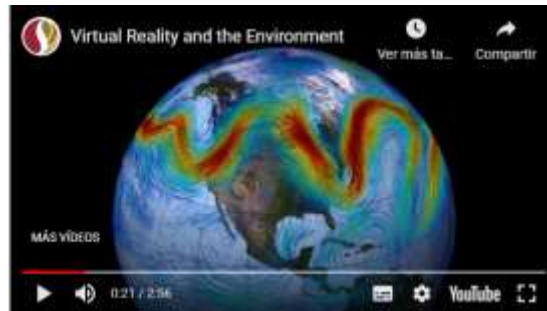 Virtual Reality and the Environment
Ver más ta...
Compartir
MÁS VÍDEOS
0:21 / 2:56
YouTube